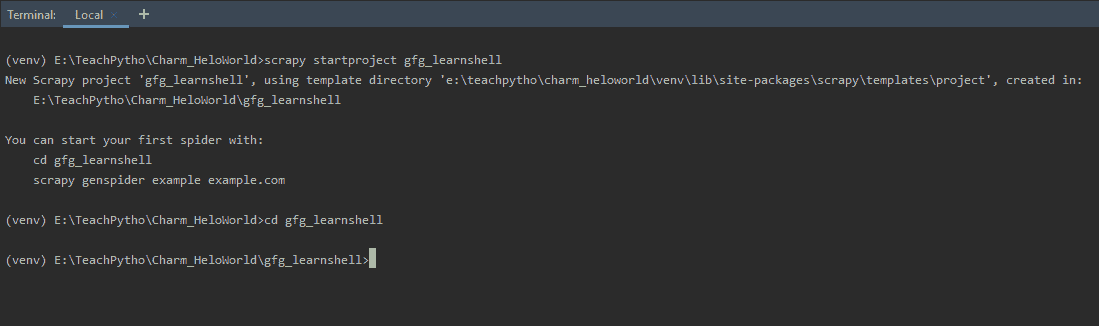 Terminal: Local × +
(venv) E:\TeachPytho\Charm_HeloWorld>scrapy startproject gfg_learnshell
New Scrapy project 'gfg_learnshell', using template directory 'e:\teachpytho\charm_heloworld\venv\lib\site-packages\scrapy\templates\project', created in:
    E:\TeachPytho\Charm_HeloWorld\gfg_learnshell
You can start your first spider with:
    cd gfg_learnshell
    scrapy genspider example example.com
(venv) E:\TeachPytho\Charm_HeloWorld>cd gfg_learnshell
(venv) E:\TeachPytho\Charm_HeloWorld\gfg_learnshell>